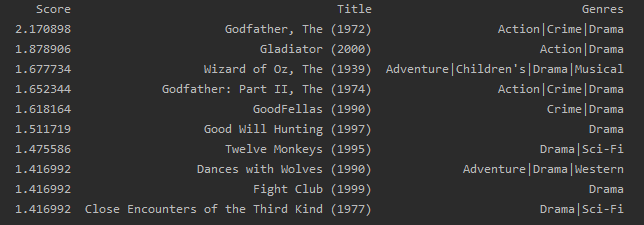 Score Title Genres
2.170898 Godfather, The (1972) Action|Crime|Drama
1.878906 Gladiator (2000) Action|Drama
1.677734 Wizard of Oz, The (1939) Adventure|Children's|Drama|Musical
1.652344 Godfather: Part II, The (1974) Action|Crime|Drama
1.618164 GoodFellas (1990) Crime|Drama
1.511719 Good Will Hunting (1997) Drama
1.475586 Twelve Monkeys (1995) Drama|Sci-Fi
1.416992 Dances with Wolves (1990) Adventure|Drama|Western
1.416992 Fight Club (1999) Drama
1.416992 Close Encounters of the Third Kind (1977) Drama|Sci-Fi